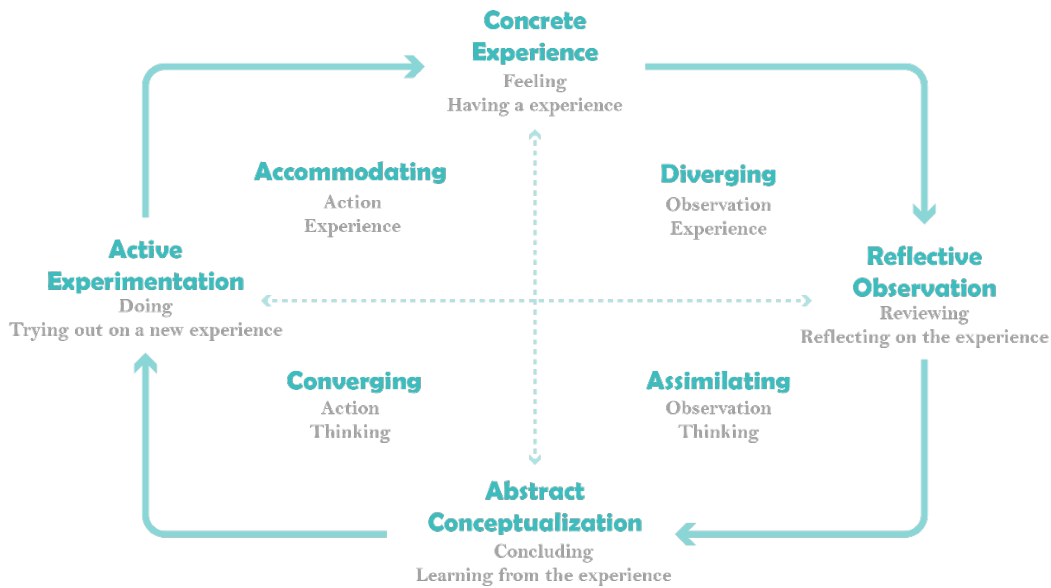 Concrete
Experience
Feeling
Having a experience
Accommodating
Action
Experience
Diverging
Observation
Experience
Active
Experimentation
Doing
Trying out on a new experience
Reflective
Observation
Reviewing
Reflecting on the experience
Converging
Action
Thinking
Assimilating
Observation
Thinking
Abstract
Conceptualization
Concluding
Learning from the experience